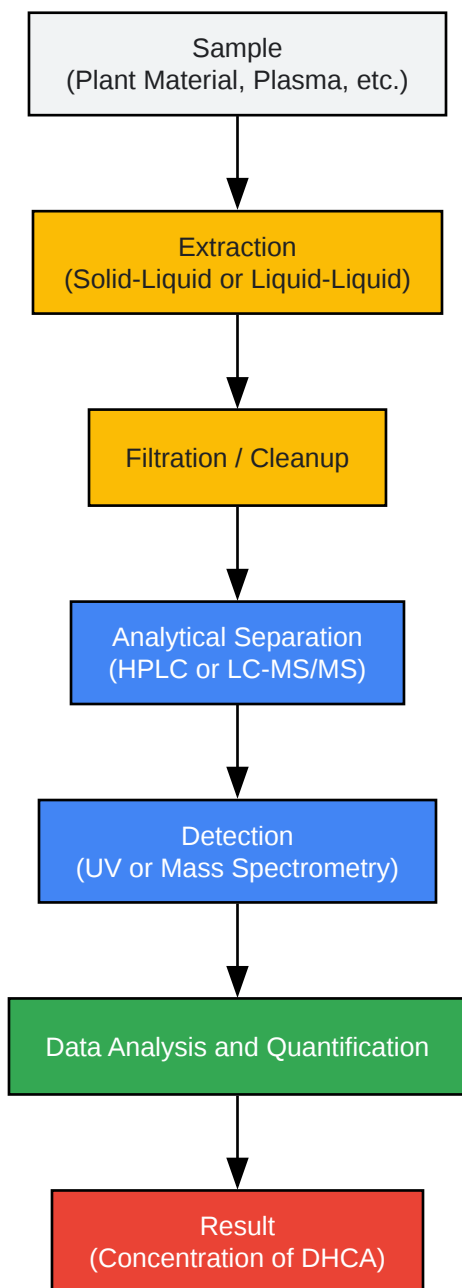 Sample
(Plant Material, Plasma, etc.)
Extraction
(Solid-Liquid or Liquid-Liquid)
Filtration / Cleanup
Analytical Separation
(HPLC or LC-MS/MS)
Detection
(UV or Mass Spectrometry)
Data Analysis and Quantification
Result
(Concentration of DHCA)